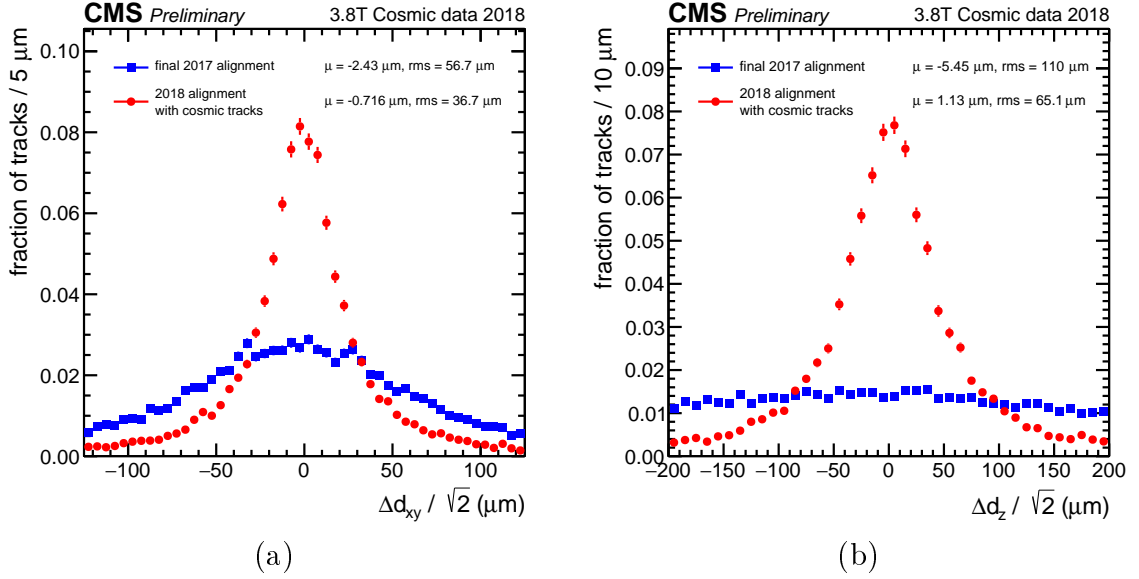 CMS Preliminary 3.8T Cosmic data 2018
fraction of tracks / 5 μm
0.10
0.08
0.06
0.04
0.02
0.00
final 2017 alignment μ = -2.43 μm, rms = 56.7 μm
2018 alignment
with cosmic tracks
μ = -0.716 μm, rms = 36.7 μm
−100 −50 0 50 100
Δd_xy / √2 (μm)
(a)
CMS Preliminary 3.8T Cosmic data 2018
fraction of tracks / 10 μm
0.09
0.08
0.07
0.06
0.05
0.04
0.03
0.02
0.01
0.00
final 2017 alignment μ = -5.45 μm, rms = 110 μm
2018 alignment
with cosmic tracks
μ = 1.13 μm, rms = 65.1 μm
−200 −150 −100 −50 0 50 100 150 200
Δd_z / √2 (μm)
(b)